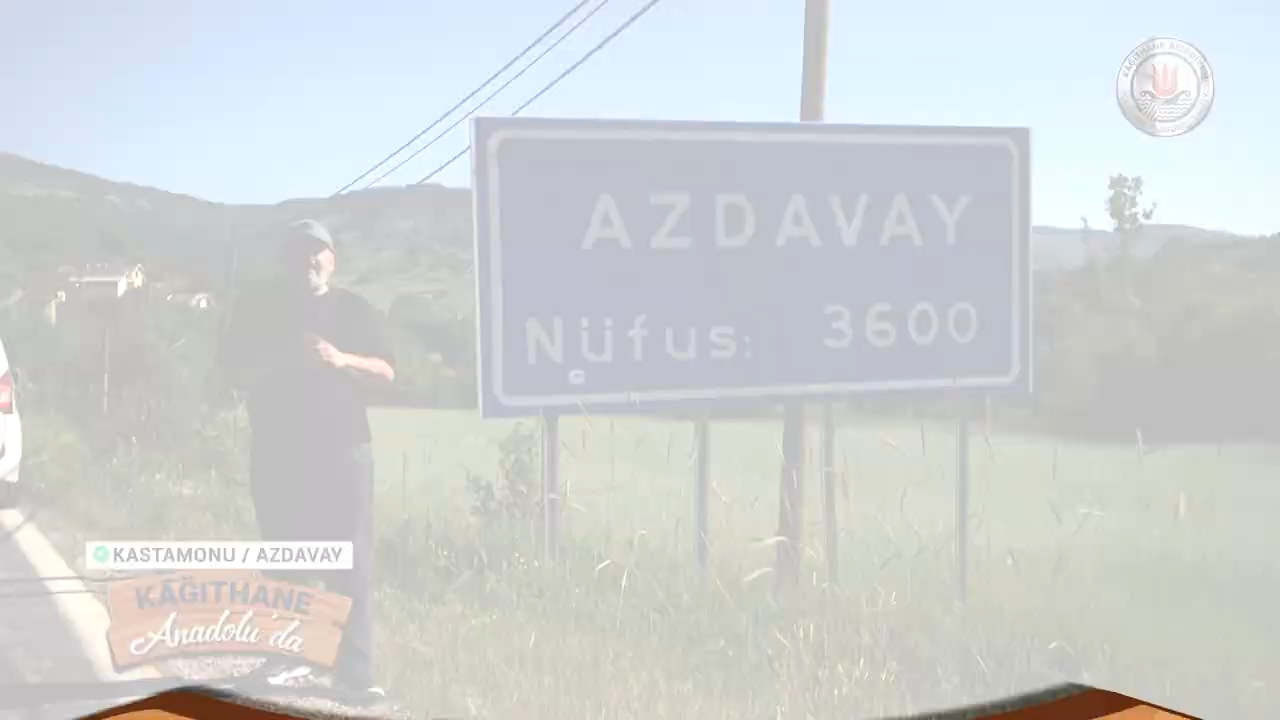 AZDAVAY
Nüfus: 3600
KASTAMONU / AZDAVAY
KAĞITHANE
Anadolu'da